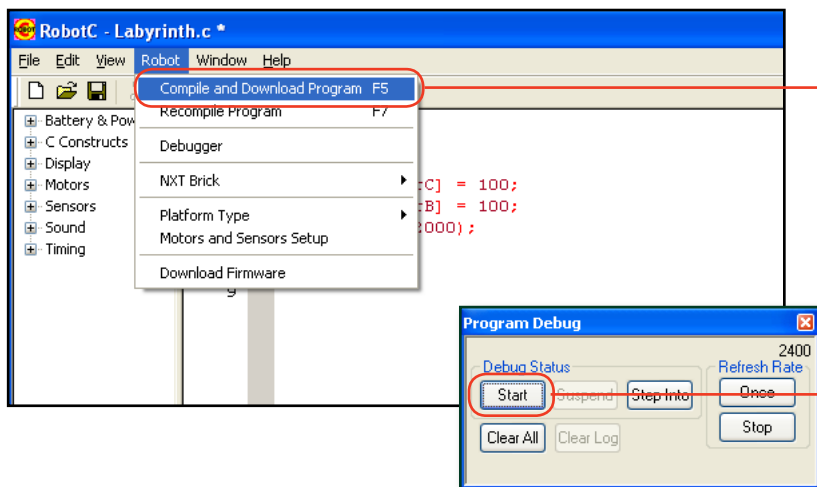 RobotC - Labyrinth.c *
File Edit View Robot Window Help
Compile and Download Program F5
Recompile Program F7
Debugger
NXT Brick
Platform Type
Motors and Sensors Setup
Download Firmware
Battery & Pow
C Constructs
Display
Motors
Sensors
Sound
Timing
rC] = 100;
rB] = 100;
2000);
9
Program Debug
2400
Debug Status
Refresh Rate
Start Suspend Step Into Once
Clear All Clear Log Stop